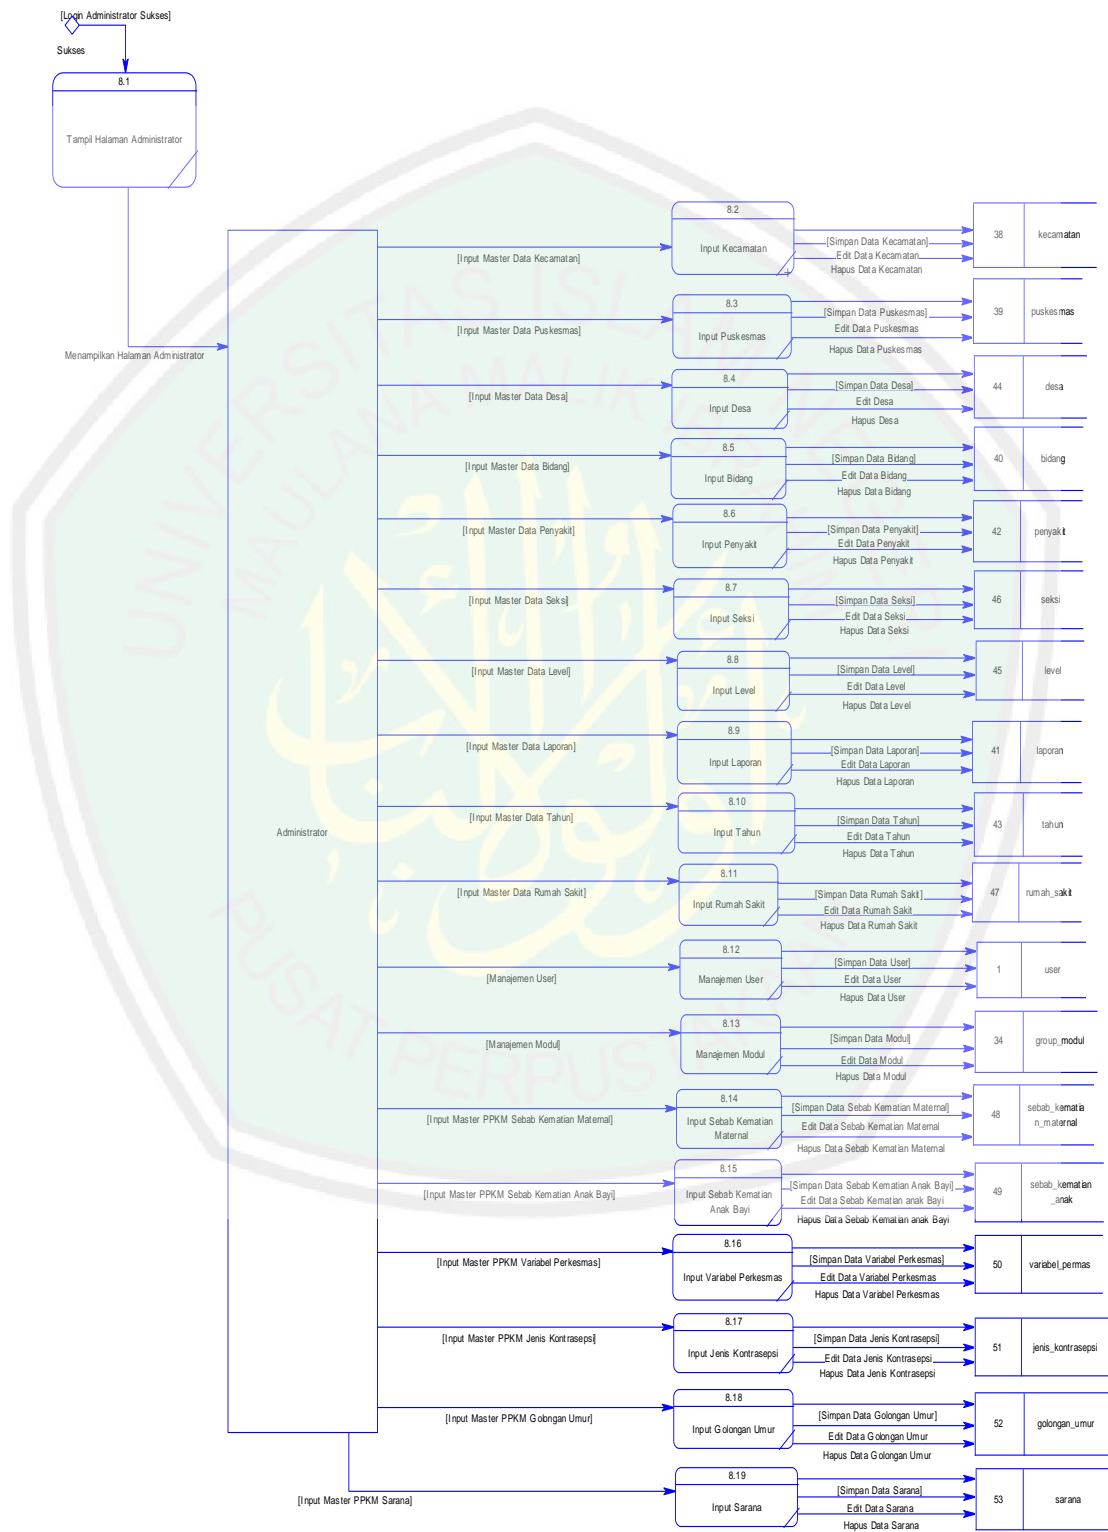 [Login Administrator Sukses]
Sukses
8.1
Tampil Halaman Administrator
Menampilkan Halaman Administrator
Administrator
[Input Master Data Kecamatan]
8.2
Input Kecamatan
[Simpan Data Kecamatan]
Edit Data Kecamatan
Hapus Data Kecamatan
38
kecamatan
[Input Master Data Puskesmas]
8.3
Input Puskesmas
[Simpan Data Puskesmas]
Edit Data Puskesmas
Hapus Data Puskesmas
39
puskesmas
[Input Master Data Desa]
8.4
Input Desa
[Simpan Data Desa]
Edit Desa
Hapus Desa
44
desa
[Input Master Data Bidang]
8.5
Input Bidang
[Simpan Data Bidang]
Edit Data Bidang
Hapus Data Bidang
40
bidang
[Input Master Data Penyakit]
8.6
Input Penyakit
[Simpan Data Penyakit]
Edit Data Penyakit
Hapus Data Penyakit
42
penyakit
[Input Master Data Seksi]
8.7
Input Seksi
[Simpan Data Seksi]
Edit Data Seksi
Hapus Data Seksi
46
seksi
[Input Master Data Level]
8.8
Input Level
[Simpan Data Level]
Edit Data Level
Hapus Data Level
45
level
[Input Master Data Laporan]
8.9
Input Laporan
[Simpan Data Laporan]
Edit Data Laporan
Hapus Data Laporan
41
laporan
[Input Master Data Tahun]
8.10
Input Tahun
[Simpan Data Tahun]
Edit Data Tahun
Hapus Data Tahun
43
tahun
[Input Master Data Rumah Sakit]
8.11
Input Rumah Sakit
[Simpan Data Rumah Sakit]
Edit Data Rumah Sakit
Hapus Data Rumah Sakit
47
rumah_sakit
[Manajemen User]
8.12
Manajemen User
[Simpan Data User]
Edit Data User
Hapus Data User
1
user
[Manajemen Modul]
8.13
Manajemen Modul
[Simpan Data Modul]
Edit Data Modul
Hapus Data Modul
34
group_modul
[Input Master PPKM Sebab Kematian Maternal]
8.14
Input Sebab Kematian
Maternal
[Simpan Data Sebab Kematian Maternal]
Edit Data Sebab Kematian Maternal
Hapus Data Sebab Kematian Maternal
48
sebab_kematia
n_maternal
[Input Master PPKM Sebab Kematian Anak Bayi]
8.15
Input Sebab Kematian
Anak Bayi
[Simpan Data Sebab Kematian Anak Bayi]
Edit Data Sebab Kematian anak Bayi
Hapus Data Sebab Kematian anak Bayi
49
sebab_kematian
_anak
[Input Master PPKM Variabel Perkesmas]
8.16
Input Variabel Perkesmas
[Simpan Data Variabel Perkesmas]
Edit Data Variabel Perkesmas
Hapus Data Variabel Perkesmas
50
variabel_permas
[Input Master PPKM Jenis Kontrasepsi]
8.17
Input Jenis Kontrasepsi
[Simpan Data Jenis Kontrasepsi]
Edit Data Jenis Kontrasepsi
Hapus Data Jenis Kontrasepsi
51
jenis_kontrasepsi
[Input Master PPKM Golongan Umur]
8.18
Input Golongan Umur
[Simpan Data Golongan Umur]
Edit Data Golongan Umur
Hapus Data Golongan Umur
52
golongan_umur
[Input Master PPKM Sarana]
8.19
Input Sarana
[Simpan Data Sarana]
Edit Data Sarana
Hapus Data Sarana
53
sarana
UNIVERSITAS ISLAM
MAULANA MALIK
PUSAT PERPUSTAKAAN